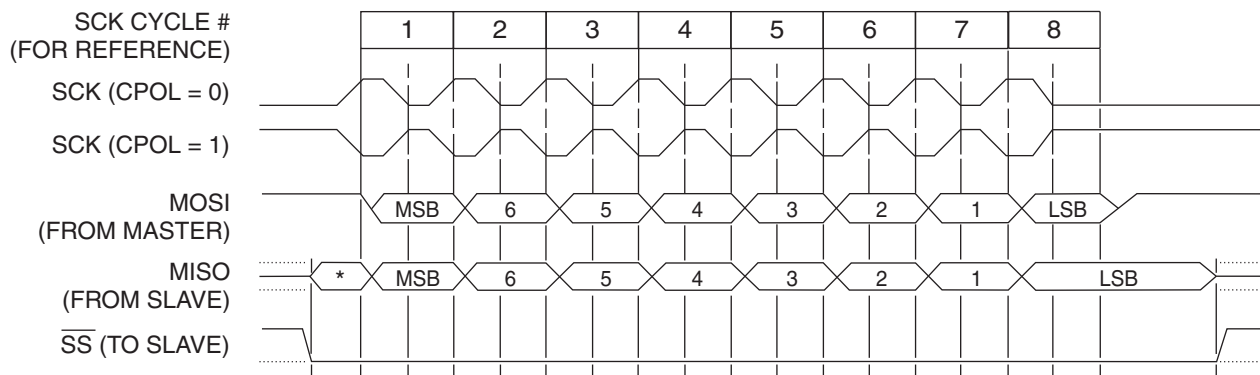 SCK CYCLE #
(FOR REFERENCE)
1 2 3 4 5 6 7 8
SCK (CPOL = 0)
SCK (CPOL = 1)
MOSI
(FROM MASTER)
MSB 6 5 4 3 2 1 LSB
MISO
(FROM SLAVE)
* MSB 6 5 4 3 2 1 LSB
S̅S̅ (TO SLAVE)